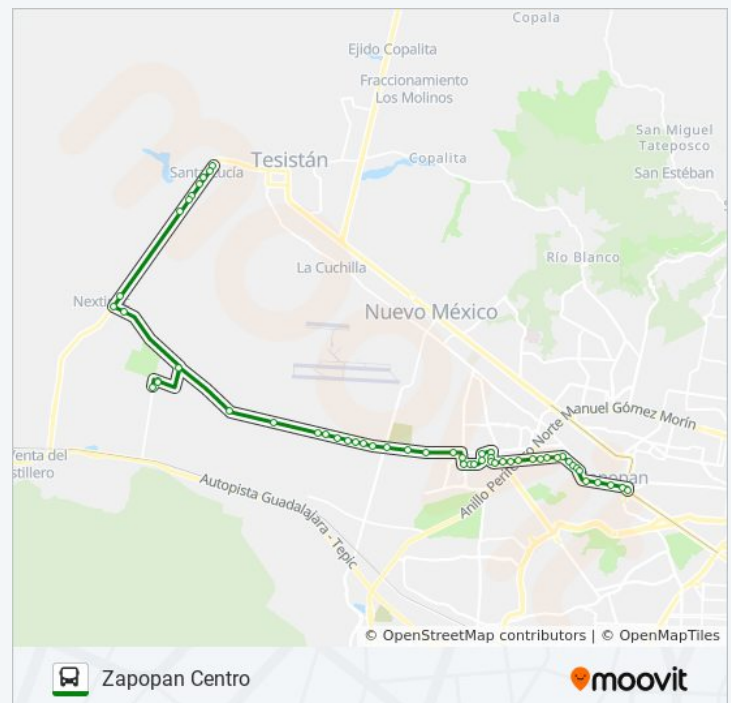 Copala
Ejido Copalita
Fraccionamiento
Los Molinos
San Miguel
Tateposco
Tesistán
Copalita
San Estéban
Río Blanco
La Cuchilla
Nuevo México
Manuel Gómez Morín
Anillo Periférico Norte
Autopista Guadalajara - Tepic
© OpenStreetMap contributors | © OpenMapTiles
Zapopan Centro
moovit